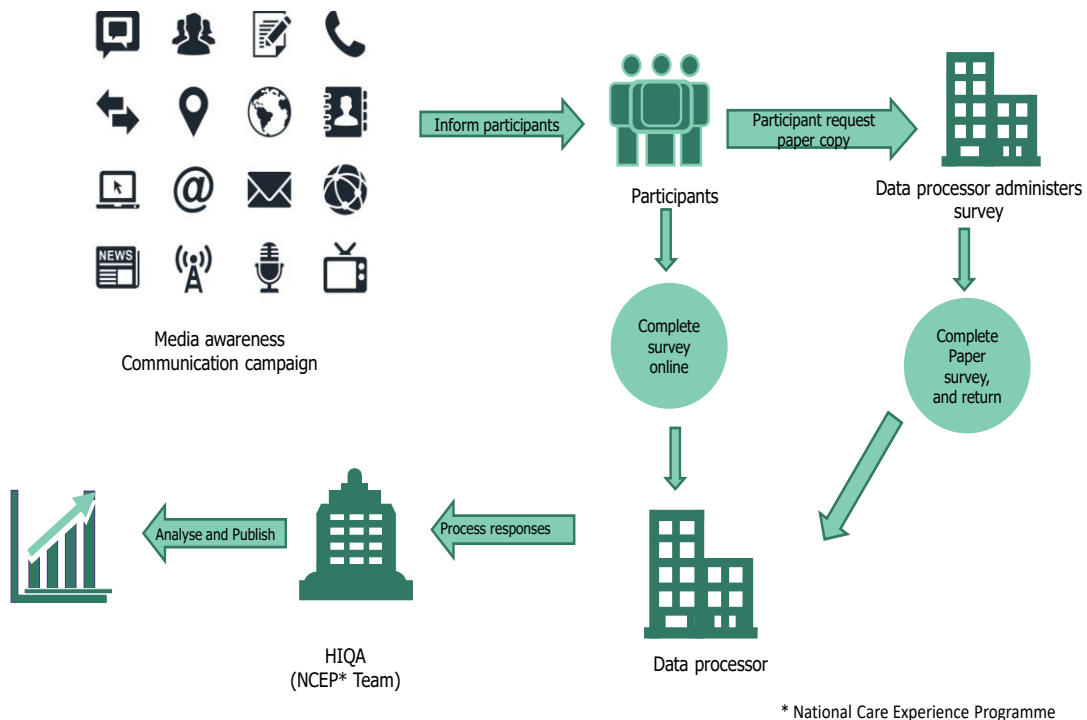 NEWS
@
Media awareness
Communication campaign
Inform participants
Participants
Participant request
paper copy
Data processor administers
survey
Complete
survey
online
Complete
Paper
survey,
and return
Data processor
Process responses
HIQA
(NCEP* Team)
Analyse and Publish
* National Care Experience Programme